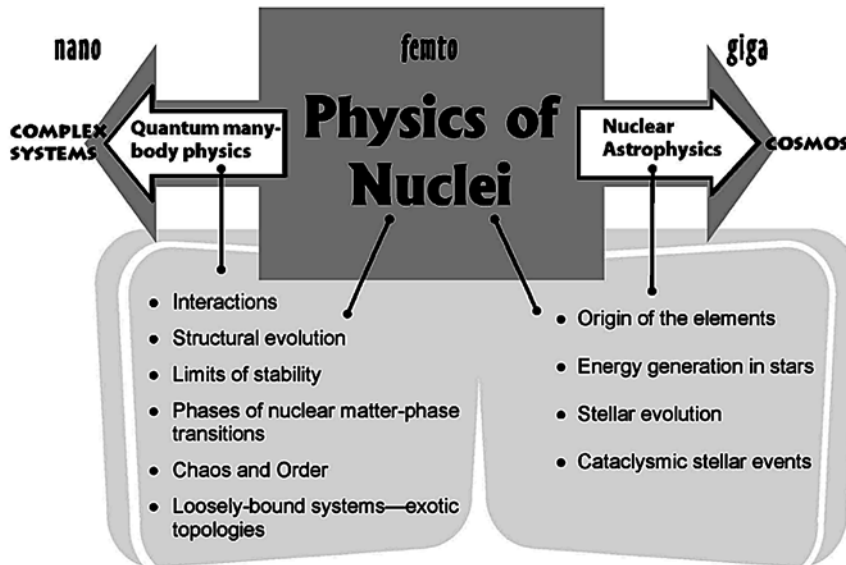 nano
femto
giga
COMPLEX
SYSTEMS
Quantum many-
body physics
Physics of
Nuclei
Nuclear
Astrophysics
COSMOS
• Interactions
• Structural evolution
• Limits of stability
• Phases of nuclear matter-phase
transitions
• Chaos and Order
• Loosely-bound systems—exotic
topologies
• Origin of the elements
• Energy generation in stars
• Stellar evolution
• Cataclysmic stellar events